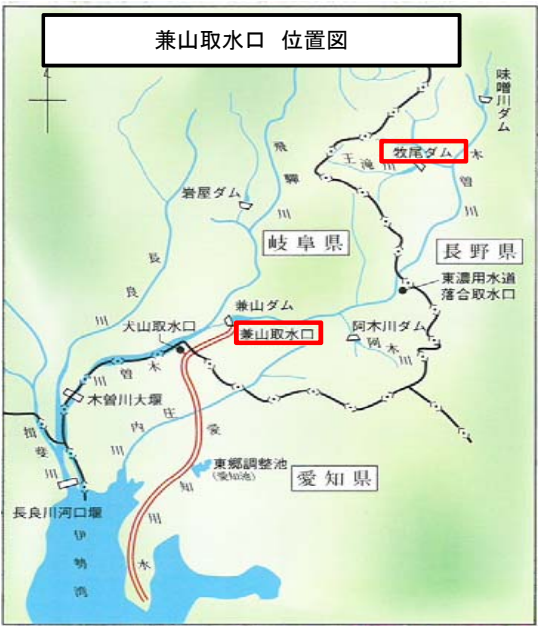 兼山取水口 位置図
味噌川ダム
牧尾ダム
王滝川
木曽川
飛騨川
岩屋ダム
岐阜県
長野県
長良川
東濃用水道
落合取水口
兼山ダム
犬山取水口
兼山取水口
阿木川ダム
阿木川
木曽川
木曽川大堰
揖斐川
庄内川
愛知用水
東郷調整池
(愛知池)
愛知県
長良川河口堰
伊勢湾